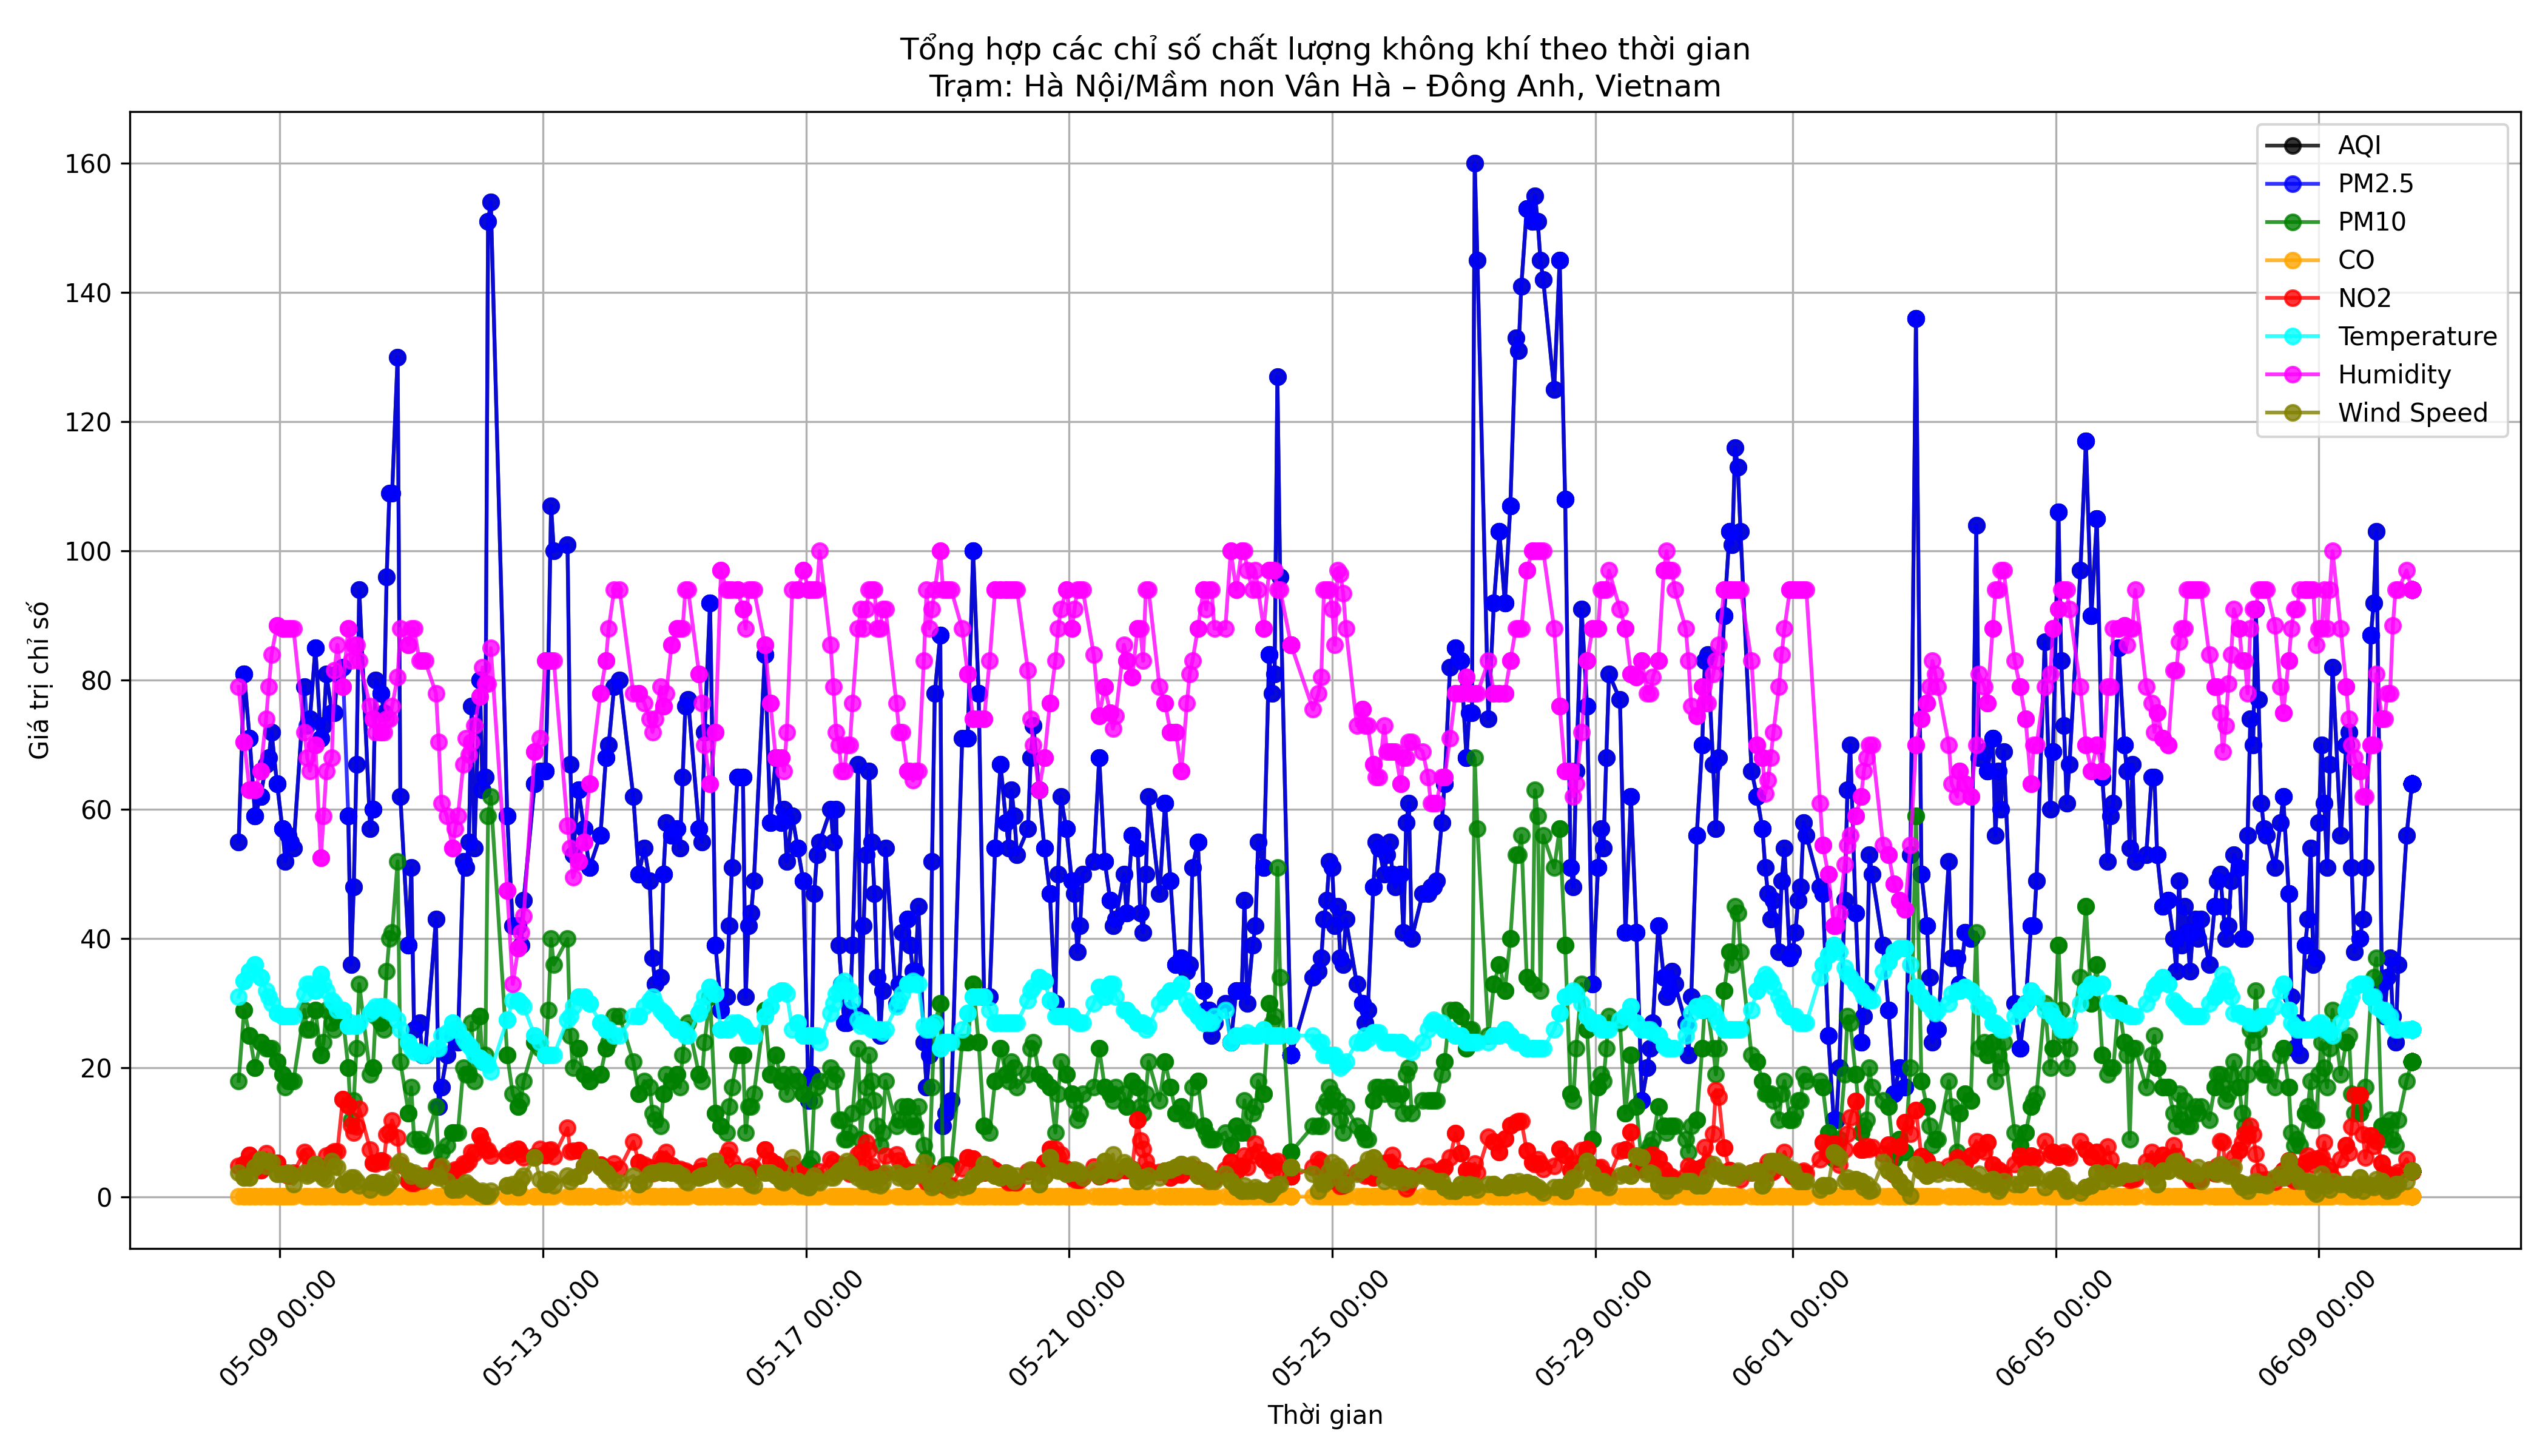 Tổng hợp các chỉ số chất lượng không khí theo thời gian
Trạm: Hà Nội/Mầm non Vân Hà – Đông Anh, Vietnam
Giá trị chỉ số
160
140
120
100
80
60
40
20
0
AQI
PM2.5
PM10
CO
NO2
Temperature
Humidity
Wind Speed
05-09 00:00
05-13 00:00
05-17 00:00
05-21 00:00
05-25 00:00
05-29 00:00
06-01 00:00
06-05 00:00
06-09 00:00
Thời gian